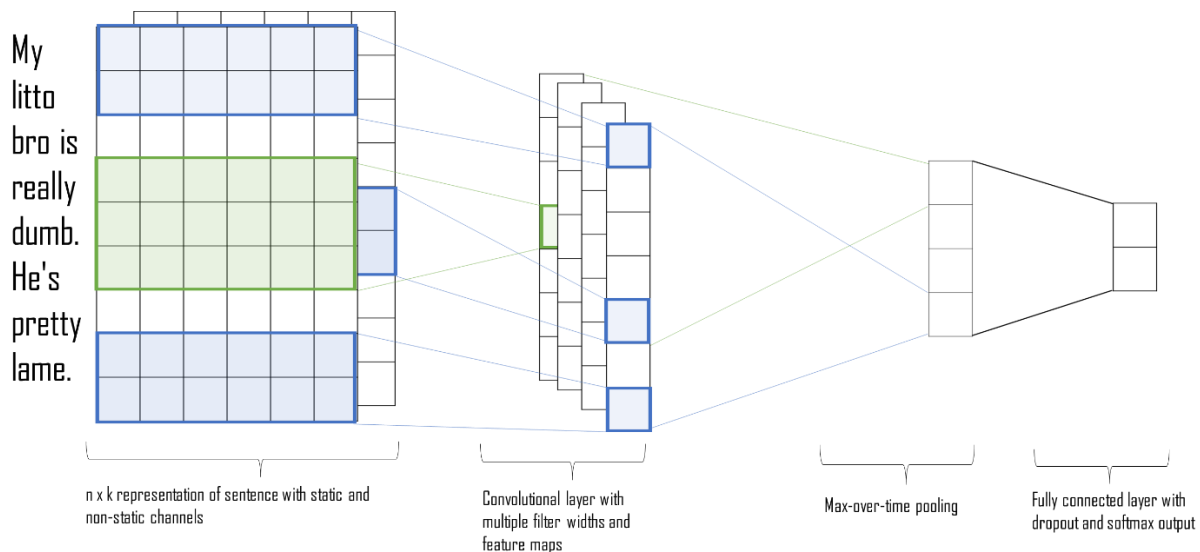 My
litto
bro is
really
dumb.
He's
pretty
lame.
n x k representation of sentence with static and
non-static channels
Convolutional layer with
multiple filter widths and
feature maps
Max-over-time pooling
Fully connected layer with
dropout and softmax output